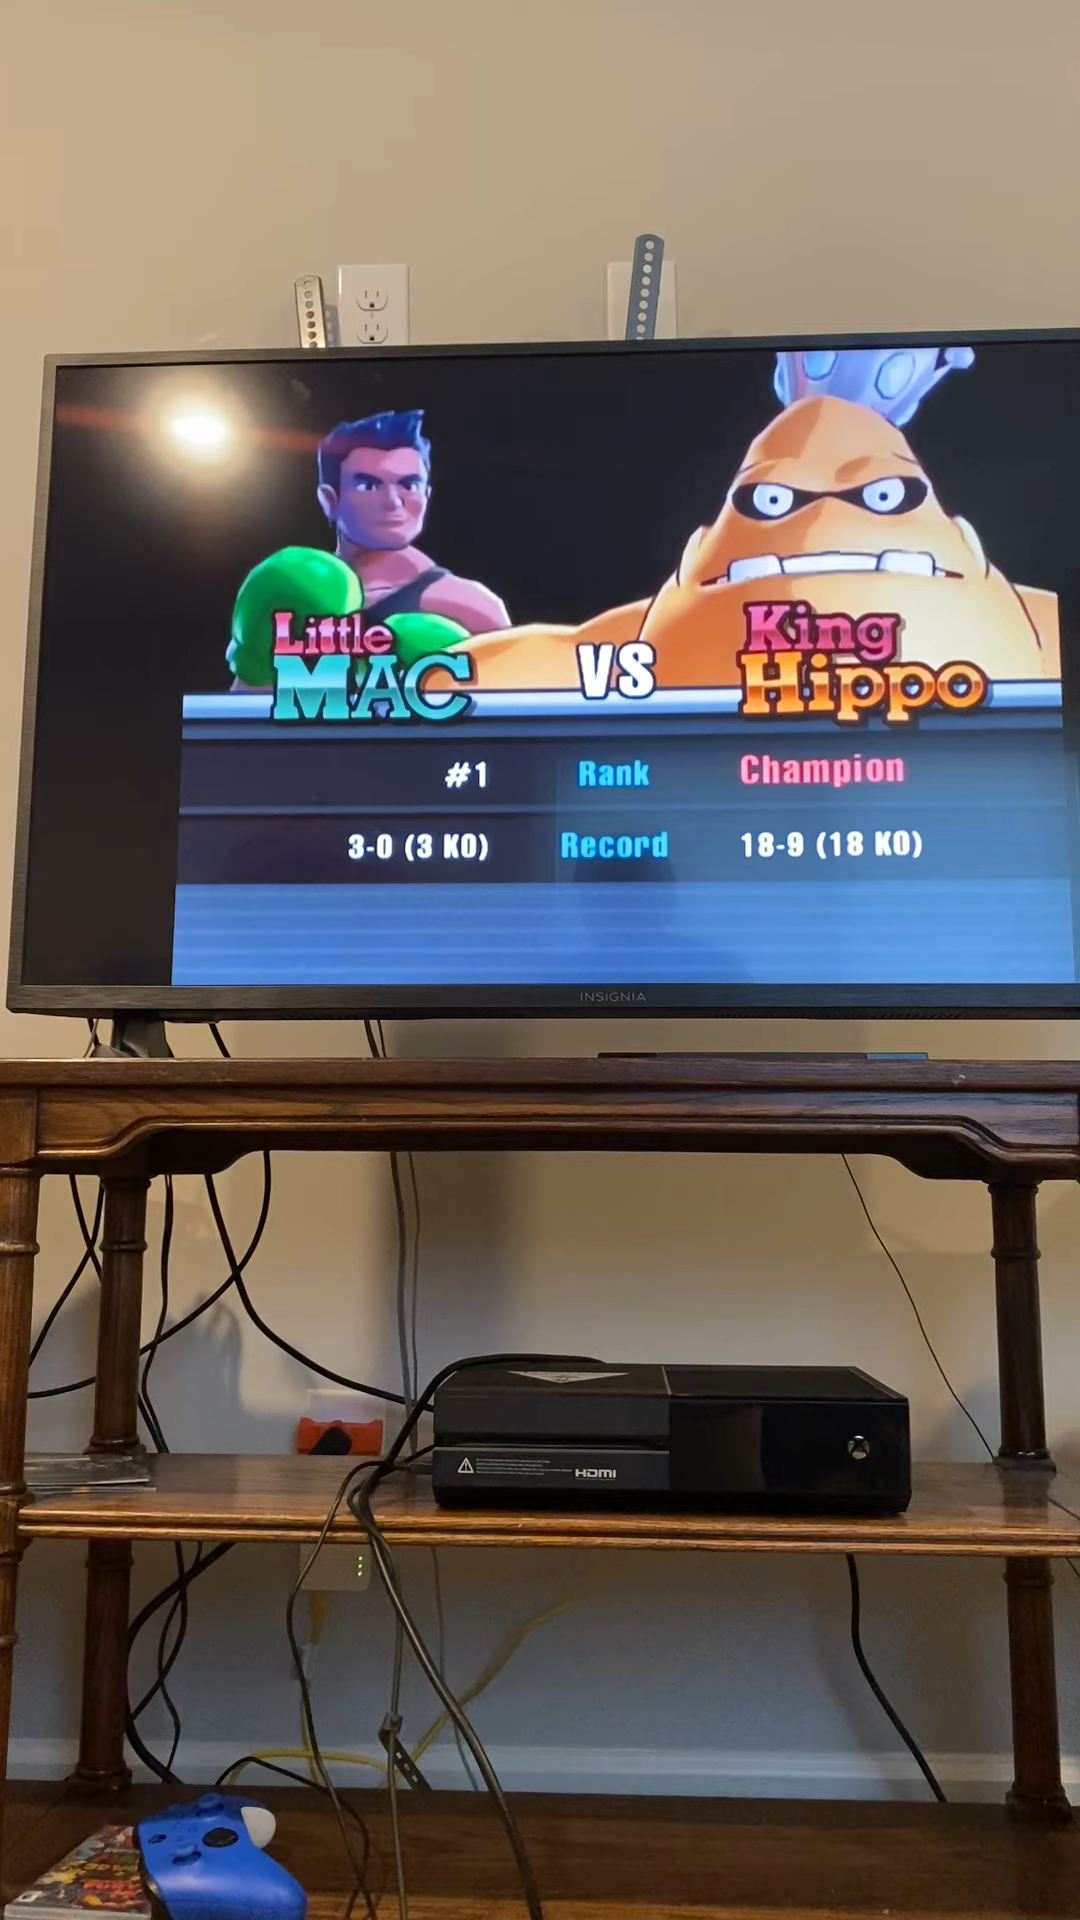 Little
MAC
VS
King
Hippo
#1 Rank Champion
3-0 (3 KO) Record 18-9 (18 KO)
INSIGNIA
HDMI